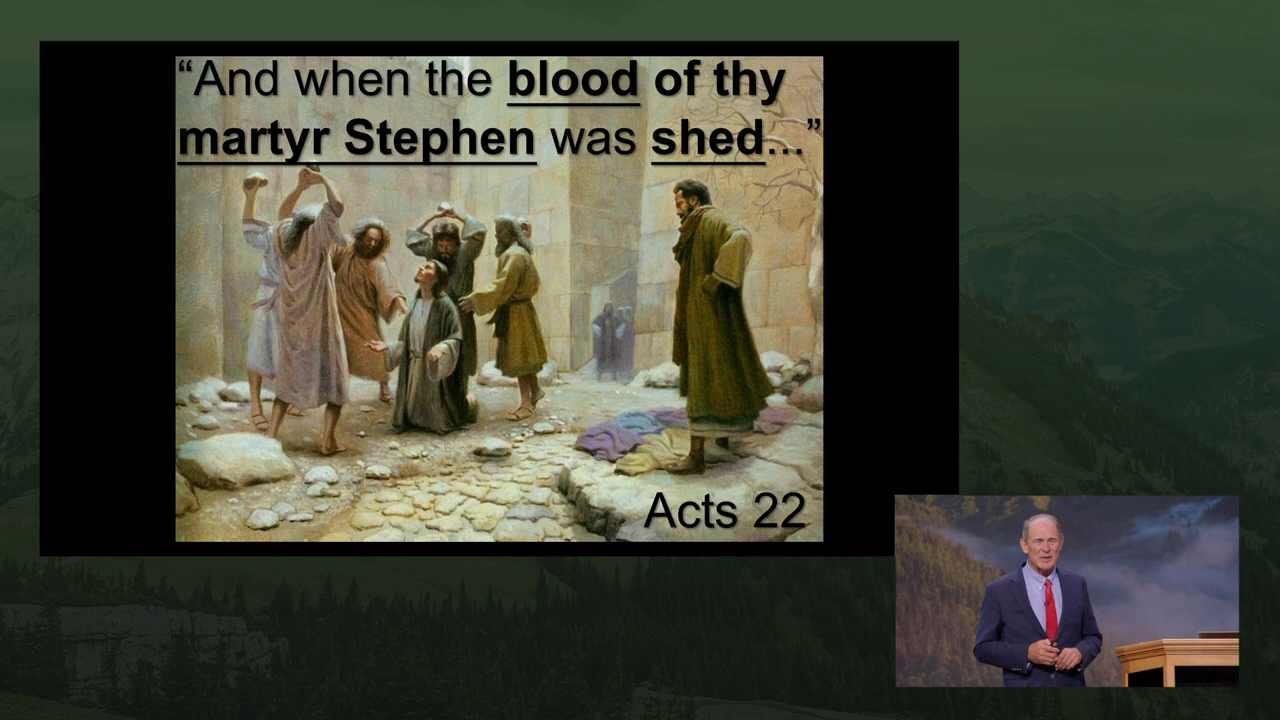 “And when the blood of thy
martyr Stephen was shed...”
Acts 22